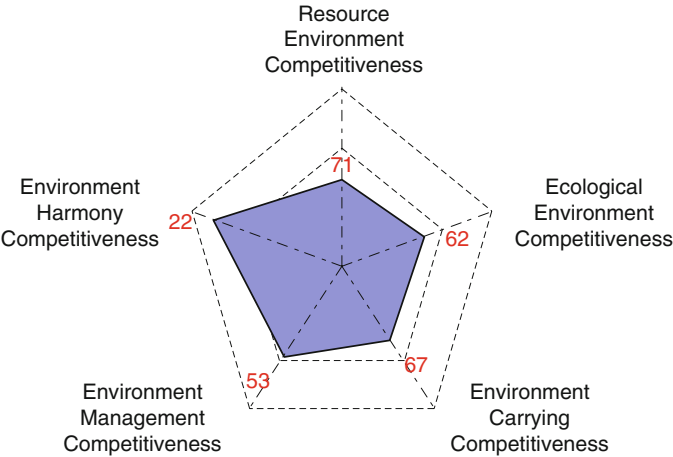 Resource
Environment
Competitiveness
71
Environment
Harmony
Competitiveness
22
Ecological
Environment
Competitiveness
62
67
53
Environment
Management
Competitiveness
Environment
Carrying
Competitiveness